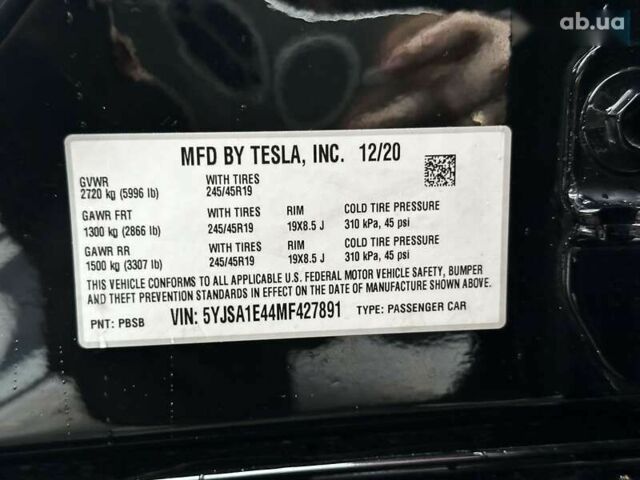 ab.ua
MFD BY TESLA, INC. 12/20
GVWR WITH TIRES
2720 kg (5996 lb) 245/45R19
GAWR FRT WITH TIRES RIM COLD TIRE PRESSURE
1300 kg (2866 lb) 245/45R19 19X8.5 J 310 kPa, 45 psi
GAWR RR WITH TIRES RIM COLD TIRE PRESSURE
1500 kg (3307 lb) 245/45R19 19X8.5 J 310 kPa, 45 psi
THIS VEHICLE CONFORMS TO ALL APPLICABLE U.S. FEDERAL MOTOR VEHICLE SAFETY, BUMPER
AND THEFT PREVENTION STANDARDS IN EFFECT ON THE DATE OF MANUFACTURE SHOWN ABOVE.
PNT: PBSB VIN: 5YJSA1E44MF427891 TYPE: PASSENGER CAR